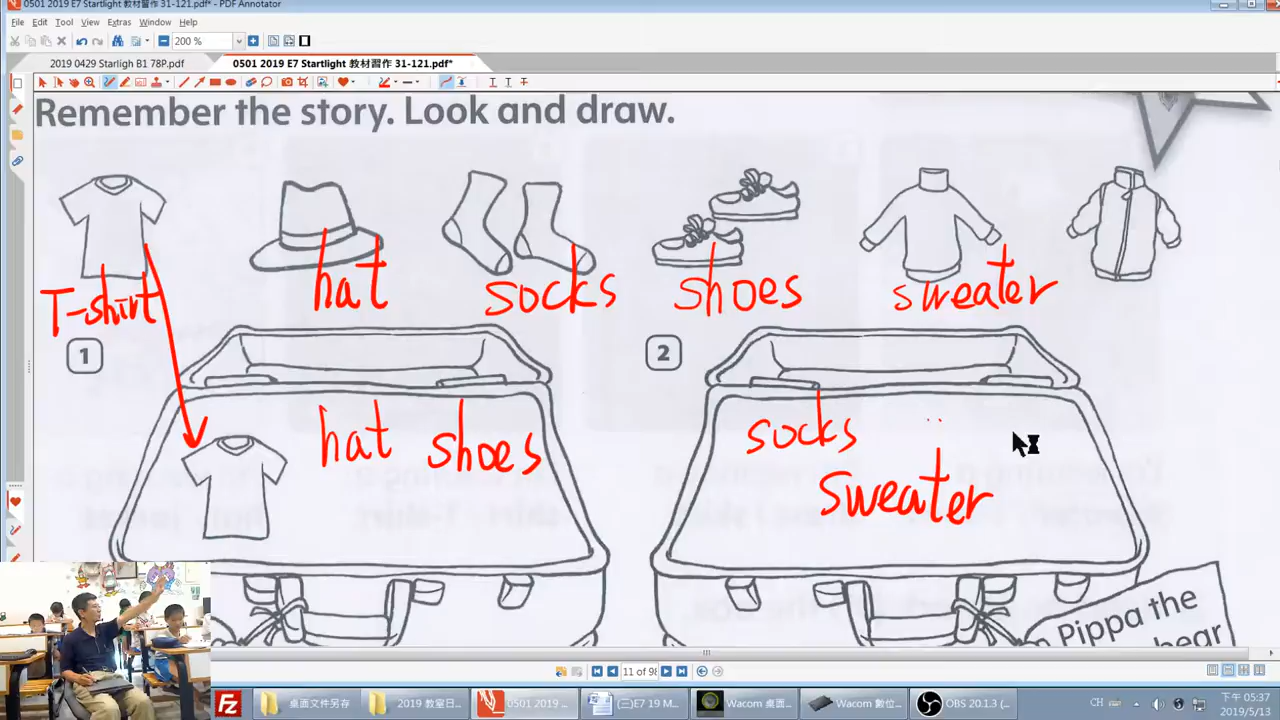 0501 2019 E7 Startlight 教材習作 31-121.pdf* - PDF Annotator
File Edit Tool View Extras Window Help
200 %
2019 0429 Starligh B1 78P.pdf
0501 2019 E7 Startlight 教材習作 31-121.pdf*
Remember the story. Look and draw.
T-shirt
hat
socks
shoes
sweater
1
2
hat shoes
socks
sweater
Pippa the
bear
11 of 98
桌面文件另存
2019 教室日...
0501 2019 ...
(三)E7 19 M...
Wacom 桌面...
Wacom 數位...
OBS 20.1.3 (...
CH
下午 05:37
2019/5/13